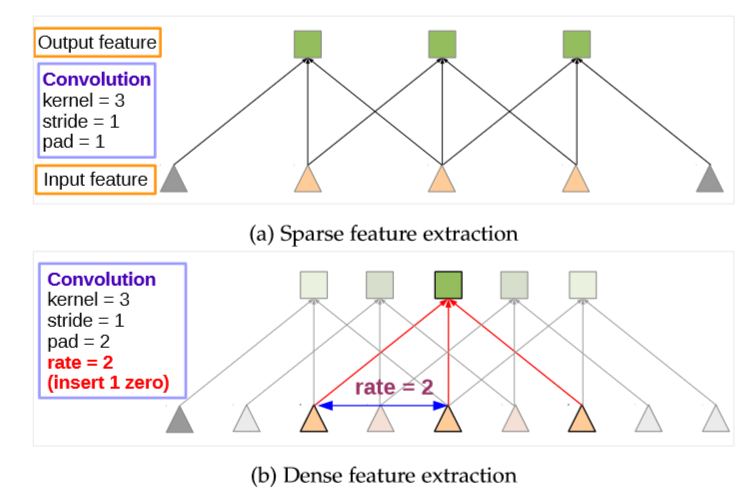 Output feature
Convolution
kernel = 3
stride = 1
pad = 1
Input feature
(a) Sparse feature extraction
Convolution
kernel = 3
stride = 1
pad = 2
rate = 2
(insert 1 zero)
rate = 2
(b) Dense feature extraction